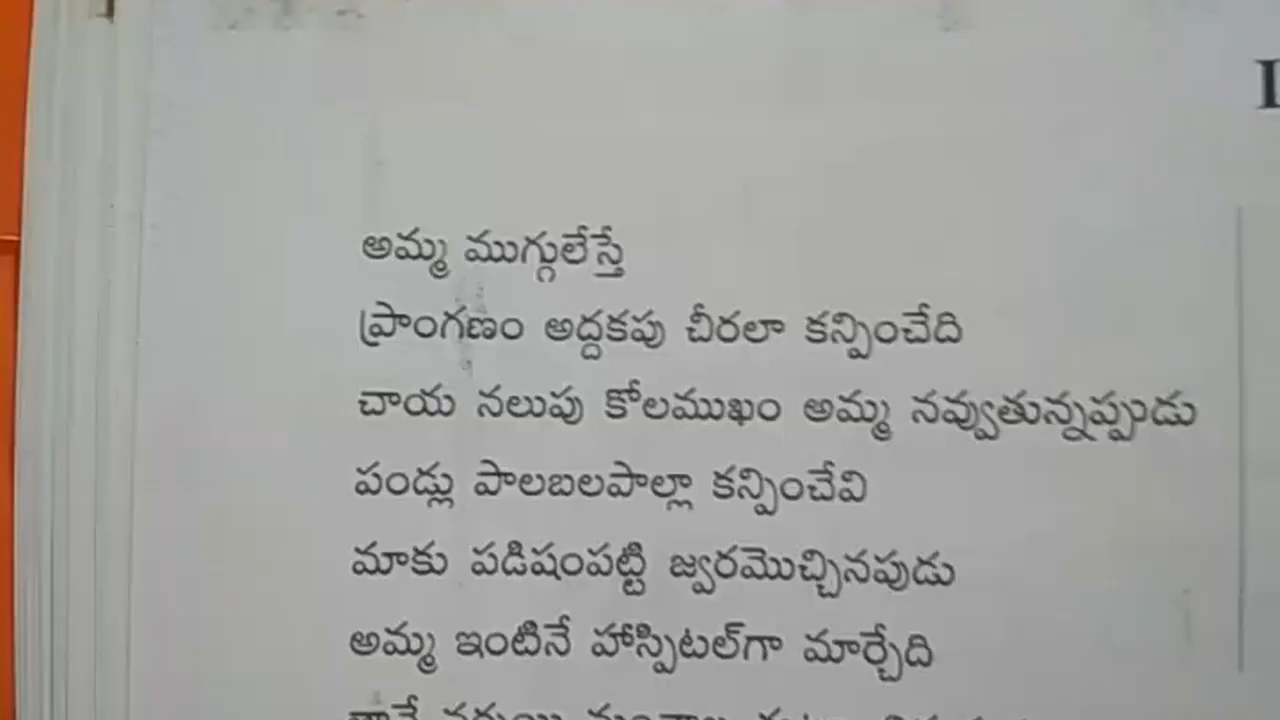 అమ్మ ముగ్గులేస్తే
ప్రాంగణం అద్దకపు చీరలా కన్పించేది
చాయ నలుపు కోలముఖం అమ్మ నవ్వుతున్నప్పుడు
పండ్లు పాలబలపాల్లా కన్పించేవి
మాకు పడిషంపట్టి జ్వరమొచ్చినపుడు
అమ్మ ఇంటినే హాస్పిటల్‌గా మార్చేది